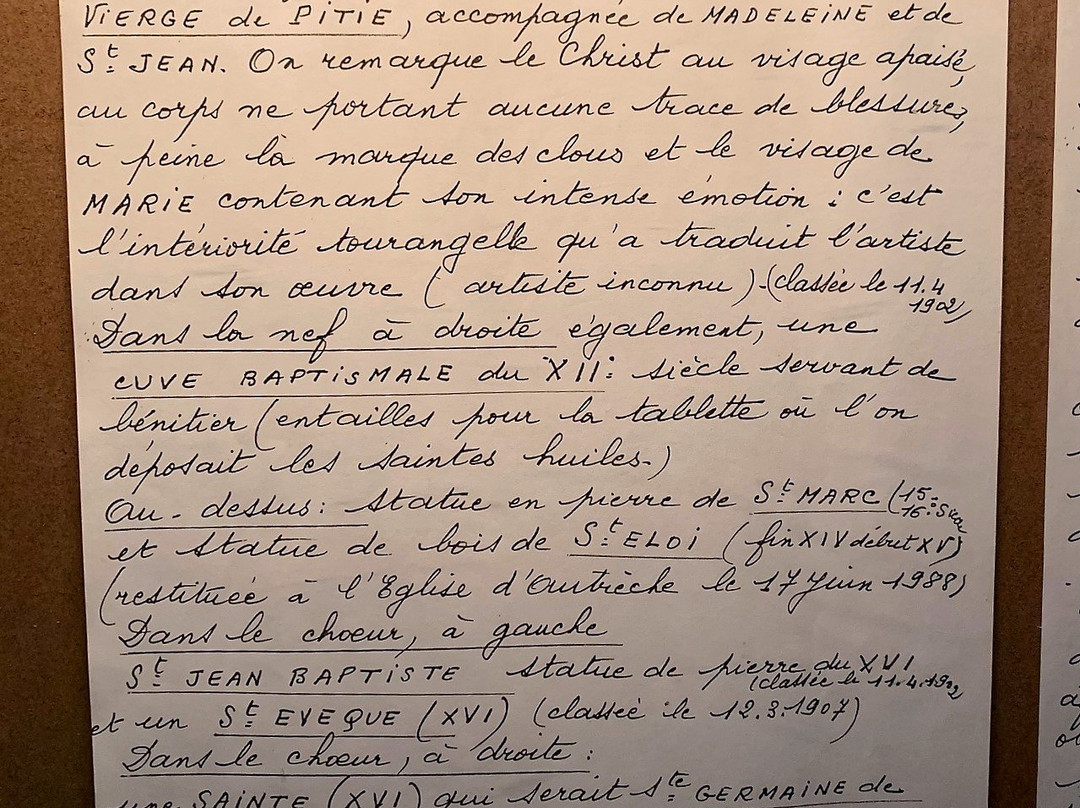 VIERGE de PITIE, accompagnée de MADELEINE et de
St JEAN. On remarque le Christ au visage apaisé,
au corps ne portant aucune trace de blessures,
à peine la marque des clous et le visage de
MARIE contenant son intense émotion : c'est
l'intériorité tourangelle qu'a traduit l'artiste
dans son œuvre ( artiste inconnu ). (classée le 11.4
1902)
Dans la nef à droite également, une
CUVE BAPTISMALE du XII: siècle servant de
bénitier (entailles pour la tablette où l'on
déposait les saintes huiles.)
Au-dessus: statue en pierre de St MARC (15-
16:
et statue de bois de St ELOI (fin XIV début XV)
(restituée à l'Eglise d'Autrèche le 17 Juin 1988)
Dans le chœur, à gauche
St JEAN BAPTISTE statue de pierre du XVI
(classée le 11.4.1902
et un St EVEQUE (XVI) (classée le 12.3.1907)
Dans le chœur, à droite :
une SAINTE (XVI) qui serait Ste GERMAINE de